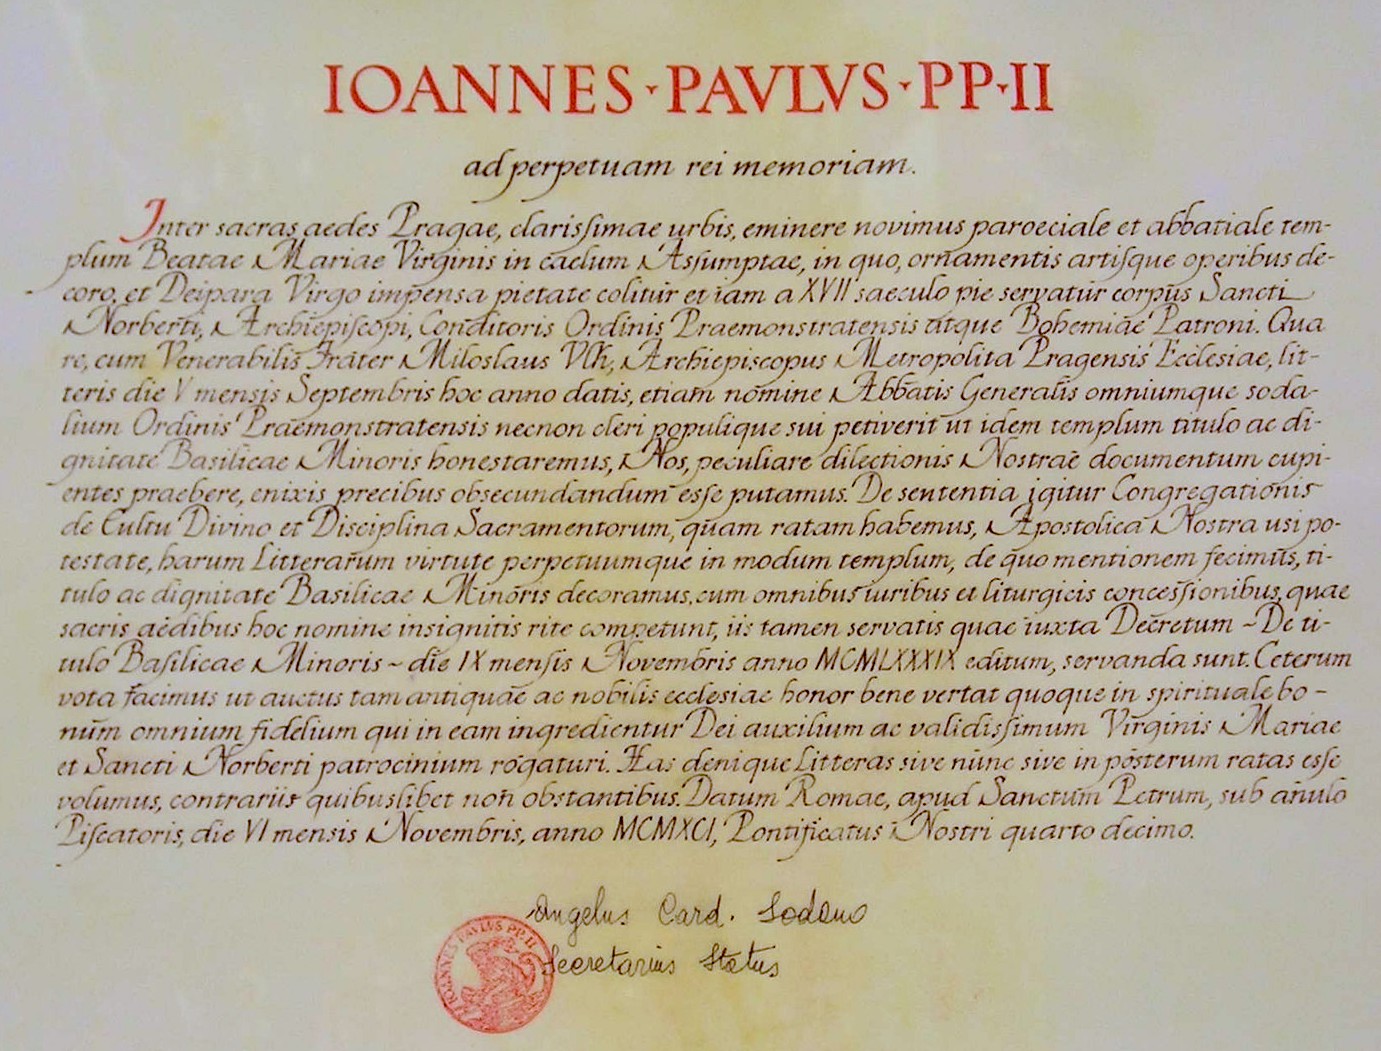 IOANNES · PAVLVS · PP · II
ad perpetuam rei memoriam.
Inter sacras aedes Pragae, clarissimae urbis, eminere novimus paroeciale et abbatiale tem-
plum Beatae Mariae Virginis in caelum Assumptae, in quo, ornamentis artisque operibus de-
coro, et Deipara Virgo impensa pietate colitur et iam a XVII saeculo pie servatur corpus Sancti
Norberti, Archiepiscopi, Conditoris Ordinis Praemonstratensis atque Bohemiae Patroni. Qua
re, cum Venerabilis Frater Miloslaus Vlk, Archiepiscopus Metropolita Pragensis Ecclesiae, lit-
teris die V mensis Septembris hoc anno datis, etiam nomine Abbatis Generalis omniumque soda-
lium Ordinis Praemonstratensis necnon cleri populique sui petiverit ut idem templum titulo ac di-
gnitate Basilicae Minoris honestaremus, Nos, peculiare dilectionis Nostrae documentum cupi-
entes praebere, enixis precibus obsecundandum esse putamus. De sententia igitur Congregationis
de Cultu Divino et Disciplina Sacramentorum, quam ratam habemus, Apostolica Nostra usi po-
testate, harum Litterarum virtute perpetuumque in modum templum, de quo mentionem fecimus, ti-
tulo ac dignitate Basilicae Minoris decoramus, cum omnibus iuribus et liturgicis concessionibus, quae
sacris aedibus hoc nomine insignitis rite competunt, iis tamen servatis quae iuxta Decretum - De ti-
tulo Basilicae Minoris - die IX mensis Novembris anno MCMLXXXIX editum, servanda sunt. Ceterum
vota facimus ut auctus tam antiquae ac nobilis ecclesiae honor bene vertat quoque in spirituale bo-
num omnium fidelium qui in eam ingredientur Dei auxilium ac validissimum Virginis Mariae
et Sancti Norberti patrocinium rogaturi. Has denique Litteras sive nunc sive in posterum ratas esse
volumus, contrariis quibuslibet non obstantibus. Datum Romae, apud Sanctum Petrum, sub anulo
Piscatoris, die VI mensis Novembris, anno MCMXCI, Pontificatus Nostri quarto decimo.
Angelus Card. Sodano
Secretarius Status
IOANNES PAVLVS PP. II